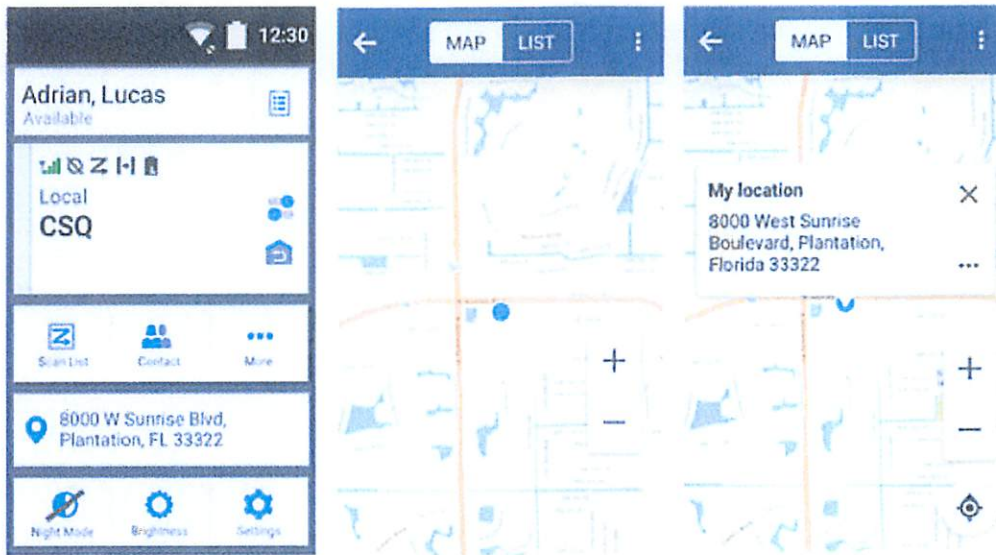 12:30
Adrian, Lucas
Available
Local
CSQ
Scan List
Contact
More
8000 W Sunrise Blvd,
Plantation, FL 33322
Night Mode
Brightness
Settings
MAP
LIST
MAP
LIST
My location
8000 West Sunrise
Boulevard, Plantation,
Florida 33322